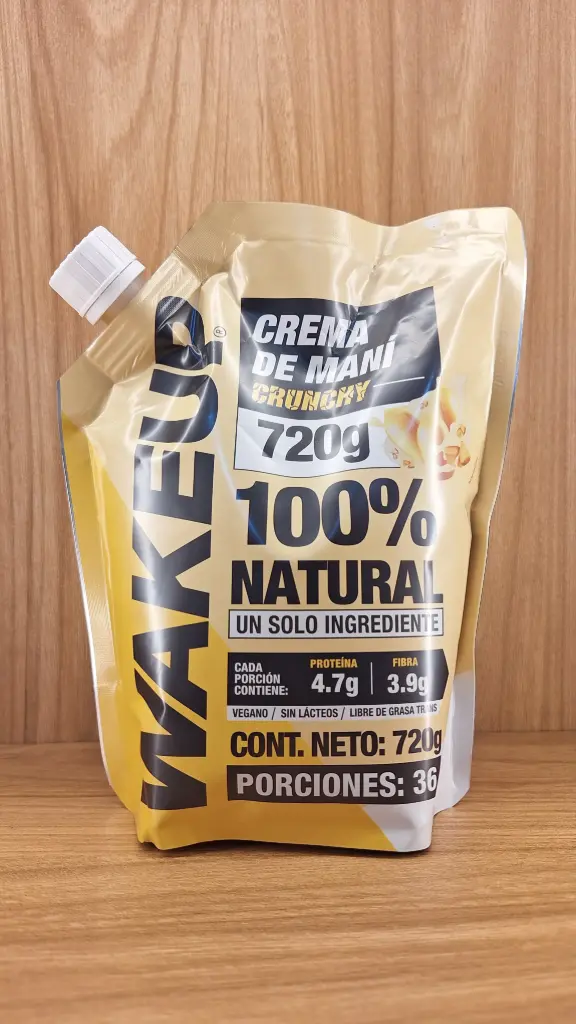 WAKEUP
CREMA
DE MANÍ
CRUNCHY
720g
100%
NATURAL
UN SOLO INGREDIENTE
CADA
PORCIÓN
CONTIENE:
PROTEÍNA
4.7g
FIBRA
3.9g
VEGANO / SIN LÁCTEOS / LIBRE DE GRASA TRANS
CONT. NETO: 720g
PORCIONES: 36